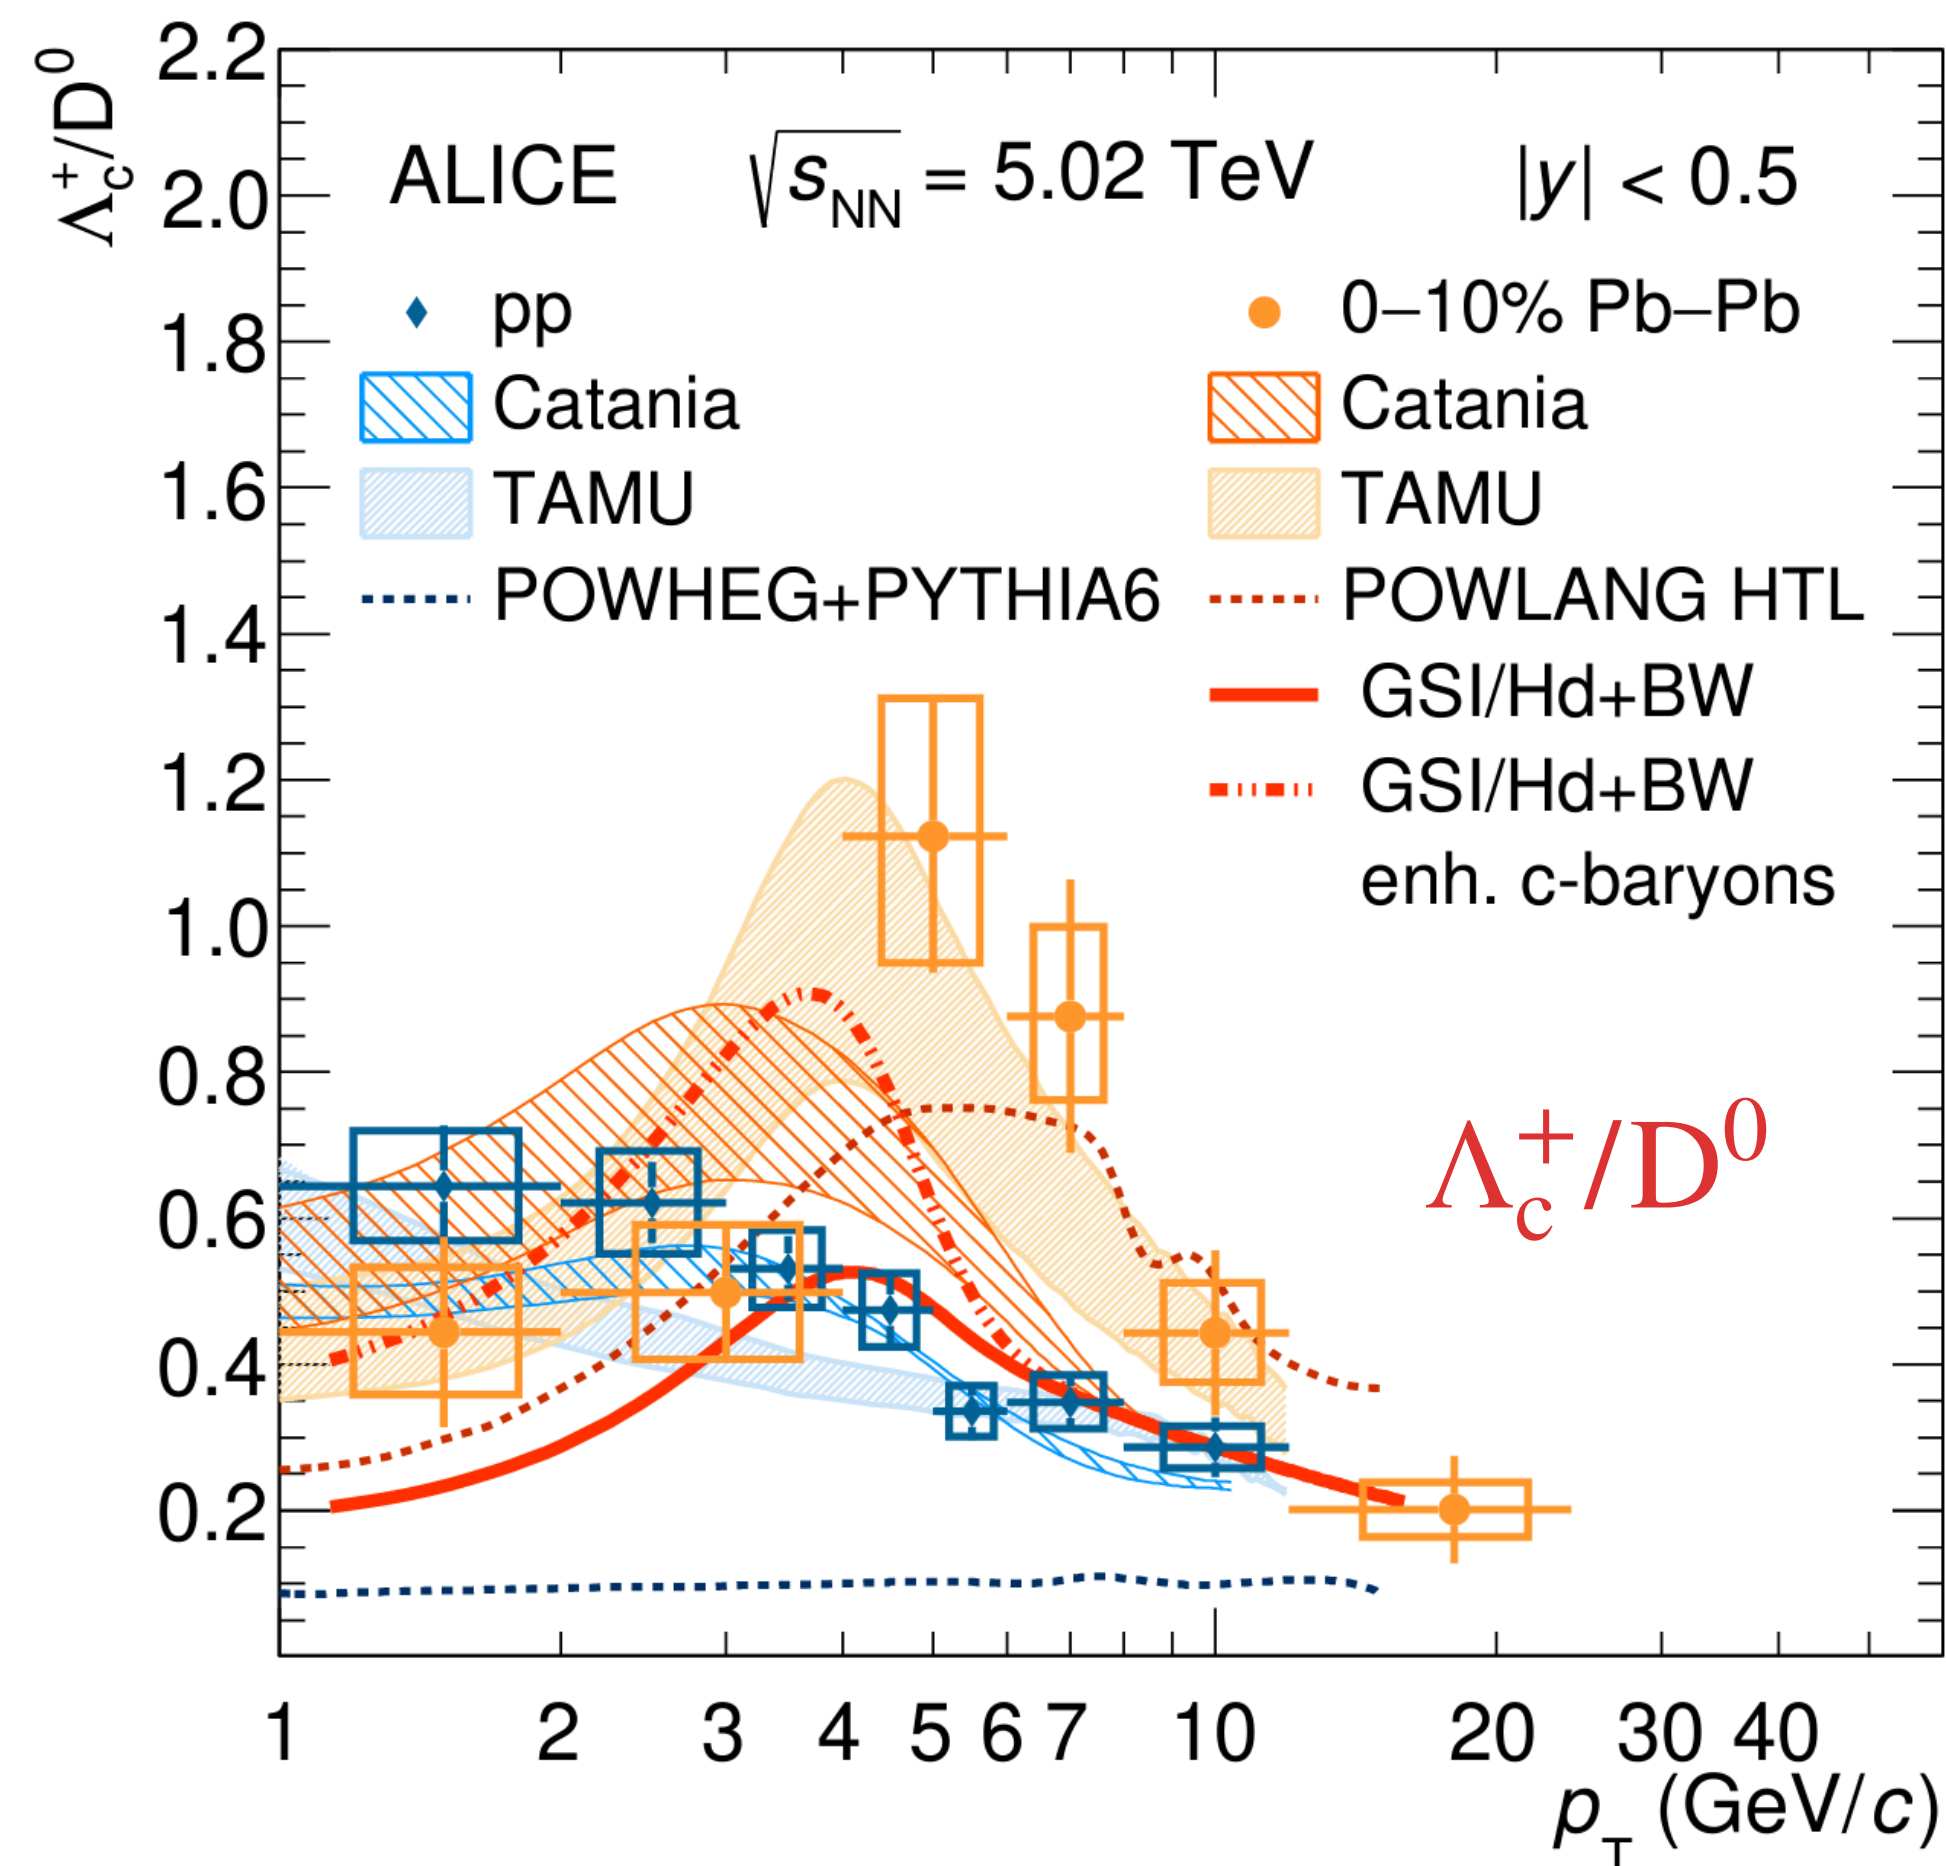 Λc+/D0
2.2
2.0
1.8
1.6
1.4
1.2
1.0
0.8
0.6
0.4
0.2
ALICE √sNN = 5.02 TeV |y| < 0.5
pp
Catania
TAMU
POWHEG+PYTHIA6
0–10% Pb–Pb
Catania
TAMU
POWLANG HTL
GSI/Hd+BW
GSI/Hd+BW
enh. c-baryons
Λc+/D0
1 2 3 4 5 6 7 10 20 30 40
pT (GeV/c)